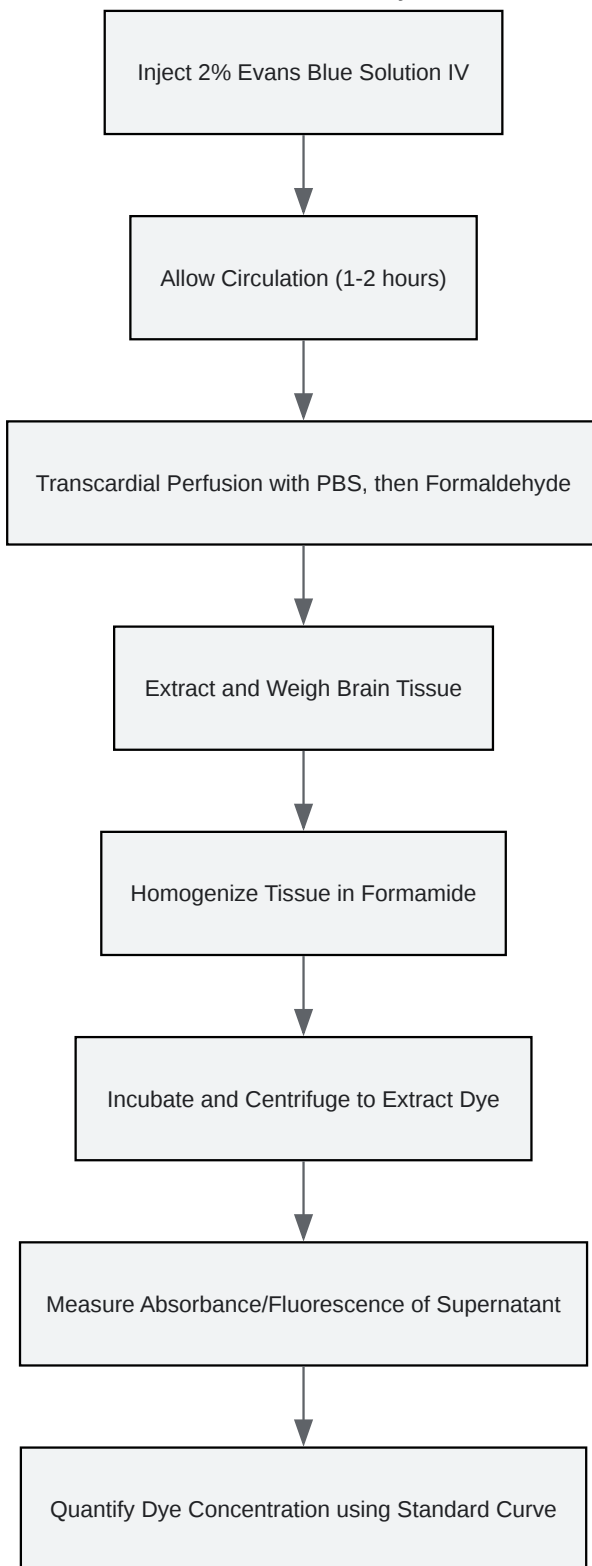 Inject 2% Evans Blue Solution IV
Allow Circulation (1-2 hours)
Transcardial Perfusion with PBS, then Formaldehyde
Extract and Weigh Brain Tissue
Homogenize Tissue in Formamide
Incubate and Centrifuge to Extract Dye
Measure Absorbance/Fluorescence of Supernatant
Quantify Dye Concentration using Standard Curve